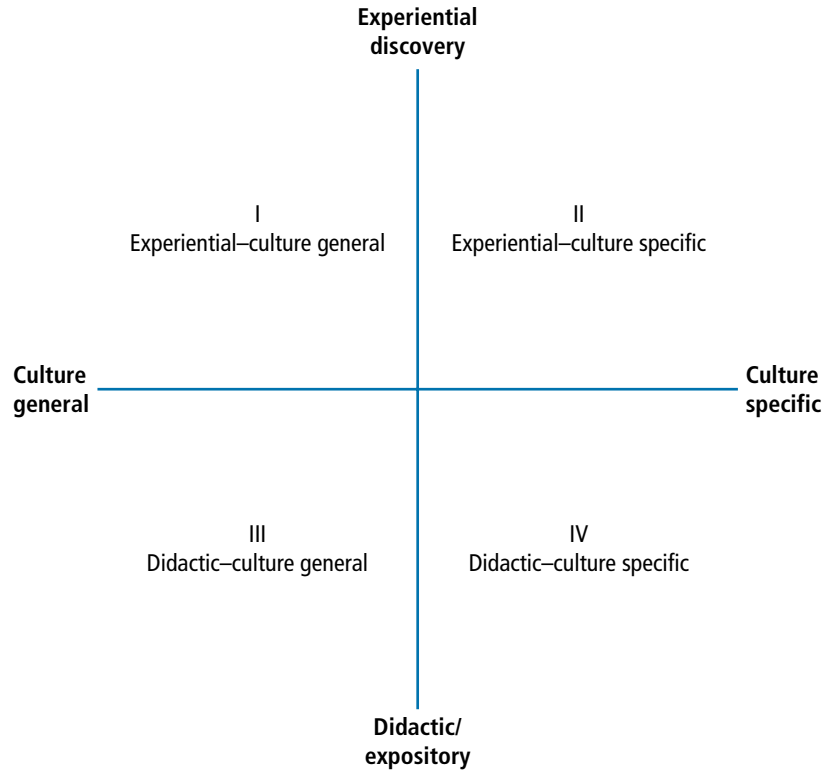 Experiential
discovery
I
Experiential–culture general
II
Experiential–culture specific
Culture
general
Culture
specific
III
Didactic–culture general
IV
Didactic–culture specific
Didactic/
expository